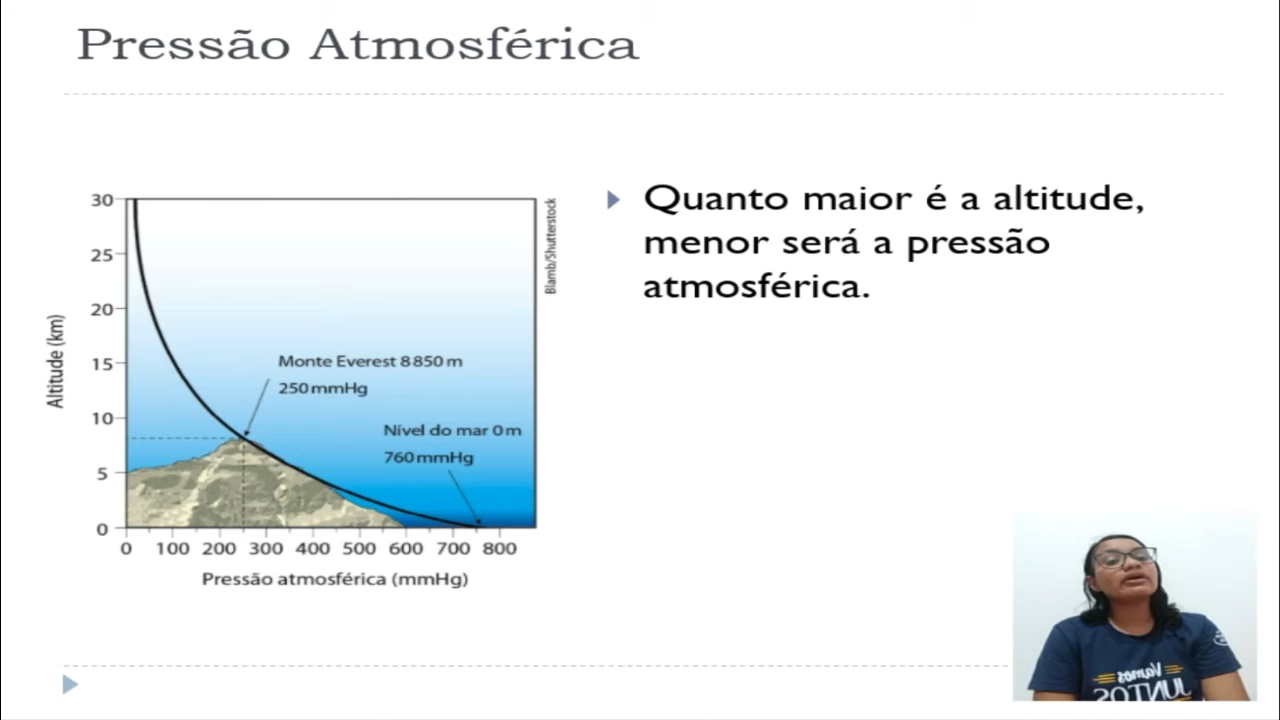 Pressão Atmosférica
30
25
20
15
10
5
0
Altitude (km)
Monte Everest 8 850 m
250 mmHg
Nível do mar 0 m
760 mmHg
0 100 200 300 400 500 600 700 800
Pressão atmosférica (mmHg)
Blamb/Shutterstock
Quanto maior é a altitude,
menor será a pressão
atmosférica.
Vamos
JUNTOS